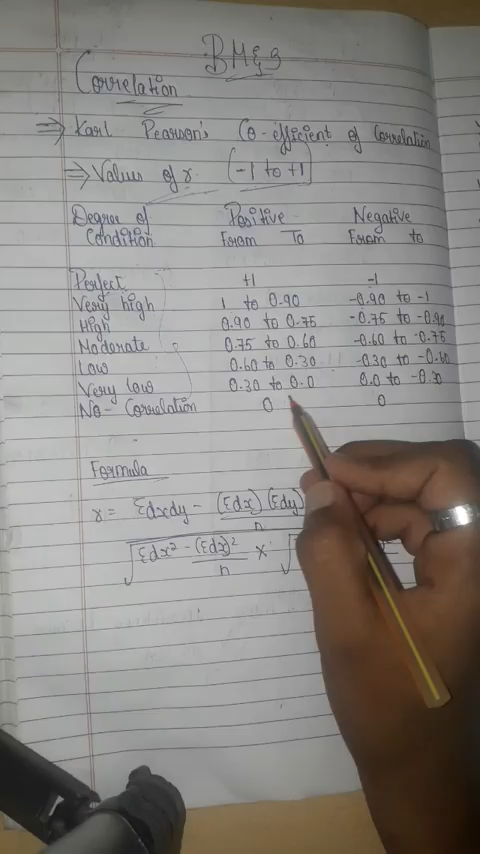 BM&S
Correlation
⇒ Karl Pearson's Co-efficient of Correlation
⇒ Values of r (-1 to +1)
Degree of Condition Positive From To Negative From to
Perfect +1 -1
Very high 1 to 0.90 -0.90 to -1
High 0.90 to 0.75 -0.75 to -0.90
Moderate 0.75 to 0.60 -0.60 to -0.75
Low 0.60 to 0.30 -0.30 to -0.60
Very Low 0.30 to 0.0 0.0 to -0.30
No-Correlation 0 0
Formula
r = Σdxdy - (Σdx) (Σdy)
n
√Σdx² - (Σdx)² x √
n